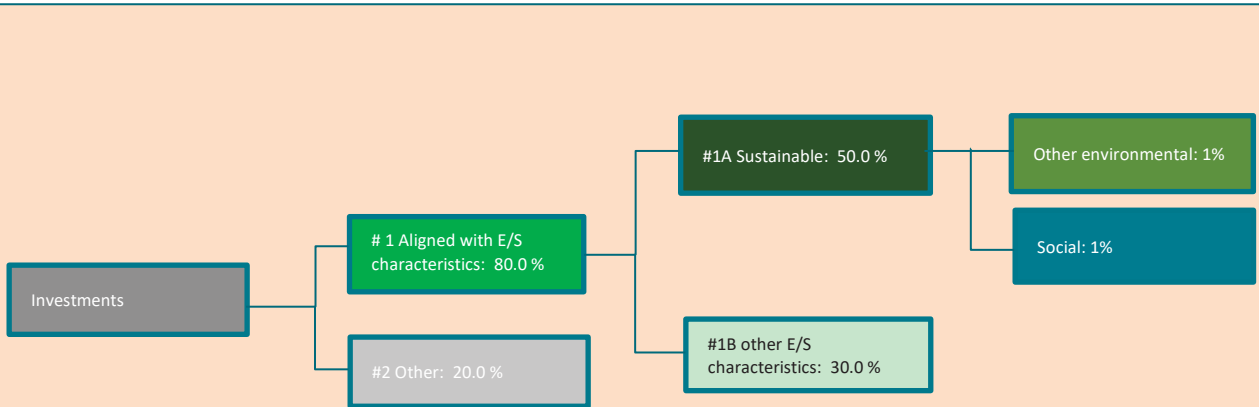 Investments
# 1 Aligned with E/S
characteristics: 80.0 %
#2 Other: 20.0 %
#1A Sustainable: 50.0 %
#1B other E/S
characteristics: 30.0 %
Other environmental: 1%
Social: 1%